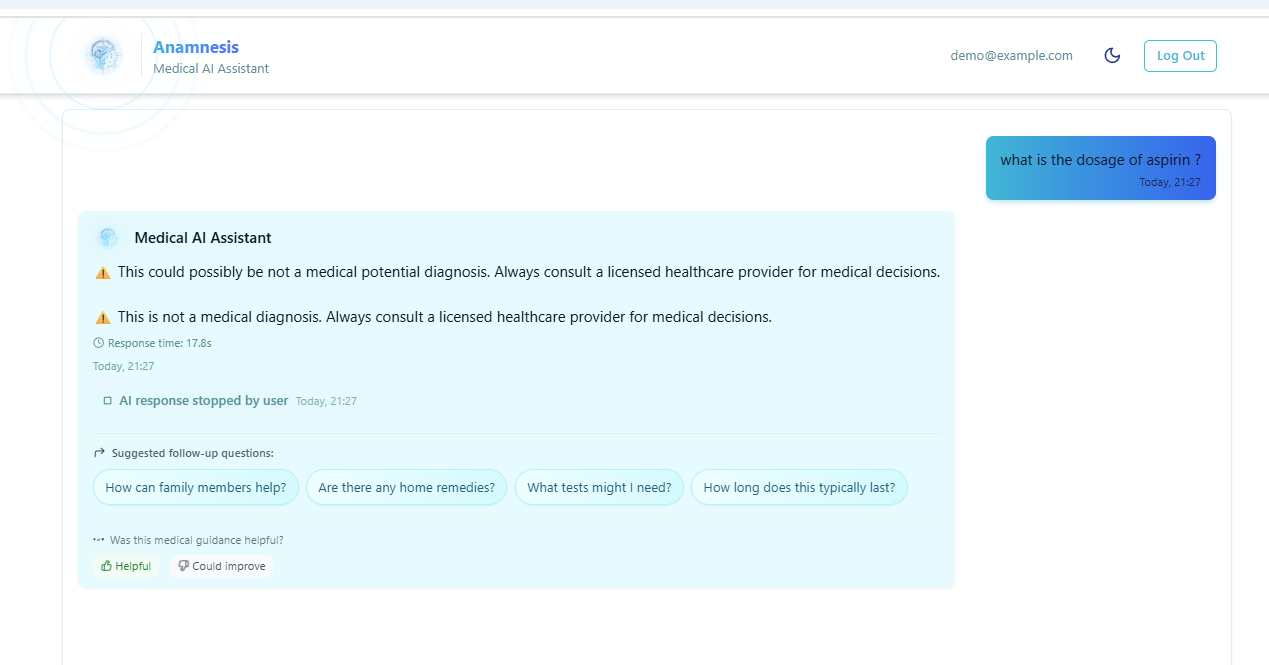 Anamnesis
Medical AI Assistant
demo@example.com
Log Out
what is the dosage of aspirin ?
Today, 21:27
Medical AI Assistant
⚠ This could possibly be not a medical potential diagnosis. Always consult a licensed healthcare provider for medical decisions.
⚠ This is not a medical diagnosis. Always consult a licensed healthcare provider for medical decisions.
Response time: 17.8s
Today, 21:27
AI response stopped by user Today, 21:27
Suggested follow-up questions:
How can family members help? Are there any home remedies? What tests might I need? How long does this typically last?
Was this medical guidance helpful?
Helpful Could improve